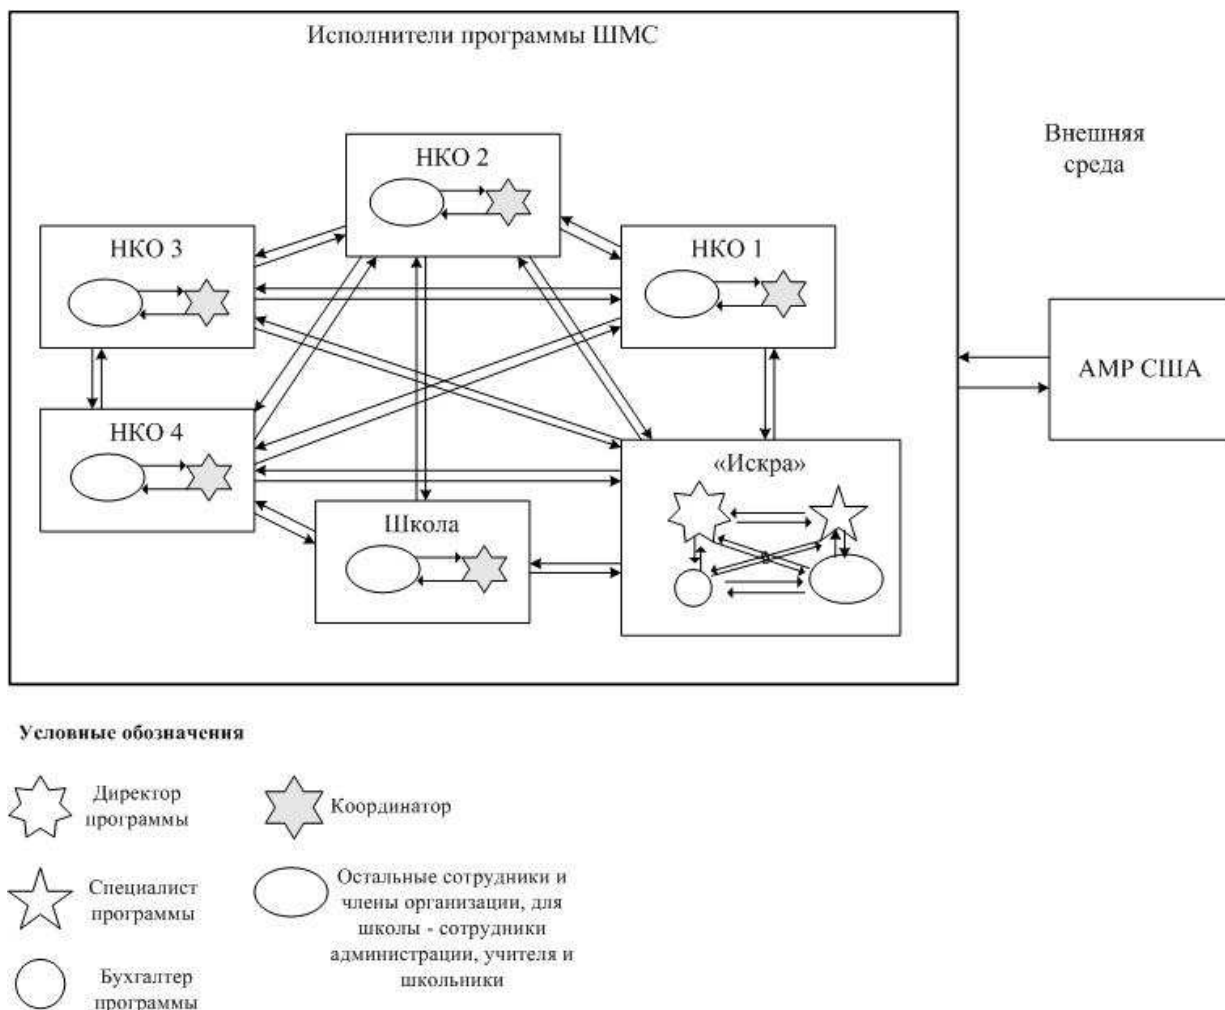 Исполнители программы ШМС
Внешняя
среда
НКО 2
НКО 3
НКО 1
АМР США
НКО 4
«Искра»
Школа
Условные обозначения
Директор
программы
Координатор
Специалист
программы
Остальные сотрудники и
члены организации, для
школы - сотрудники
администрации, учителя и
школьники
Бухгалтер
программы